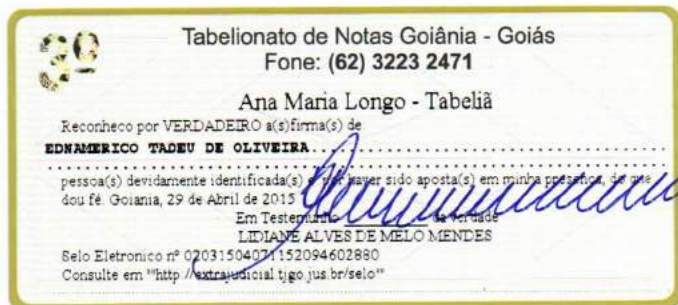 3º
Tabelionato de Notas Goiânia - Goiás
Fone: (62) 3223 2471
Ana Maria Longo - Tabeliã
Reconheco por VERDADEIRO a(s)firma(s) de
EDNAMERICO TADEU DE OLIVEIRA
pessoa(s) devidamente identificada(s) e por haver sido aposta(s) em minha presença, do que
dou fé. Goiania, 29 de Abril de 2015
Em Testemunho ________ da verdade
LIDIANE ALVES DE MELO MENDES
Selo Eletronico nº 02031504071152094602880
Consulte em "http://extrajudicial.tjgo.jus.br/selo"